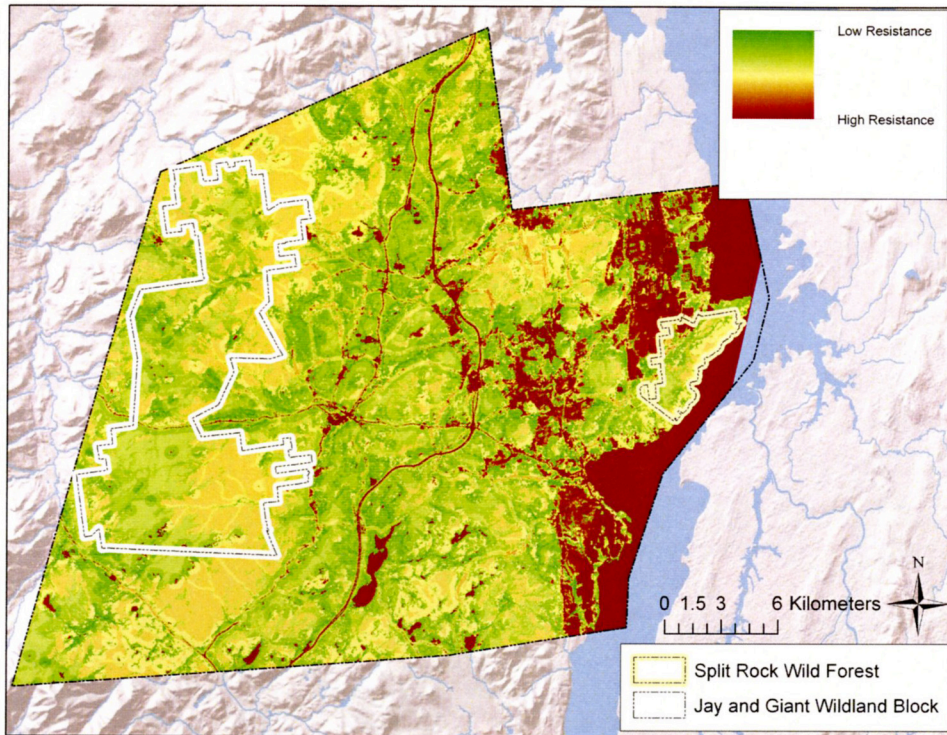 Low Resistance
High Resistance
N
0 1.5 3 6 Kilometers
Split Rock Wild Forest
Jay and Giant Wildland Block